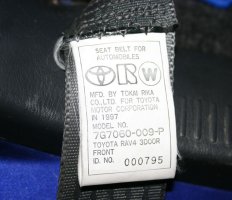 SEAT BELT FOR
AUTOMOBILES
R W
MFG. BY TOKAI RIKA
CO., LTD. FOR TOYOTA
MOTOR CORPORATION
IN 1997
MODEL NO.
7G7060-009-P
TOYOTA RAV4 3DOOR
FRONT
ID. NO. 000795